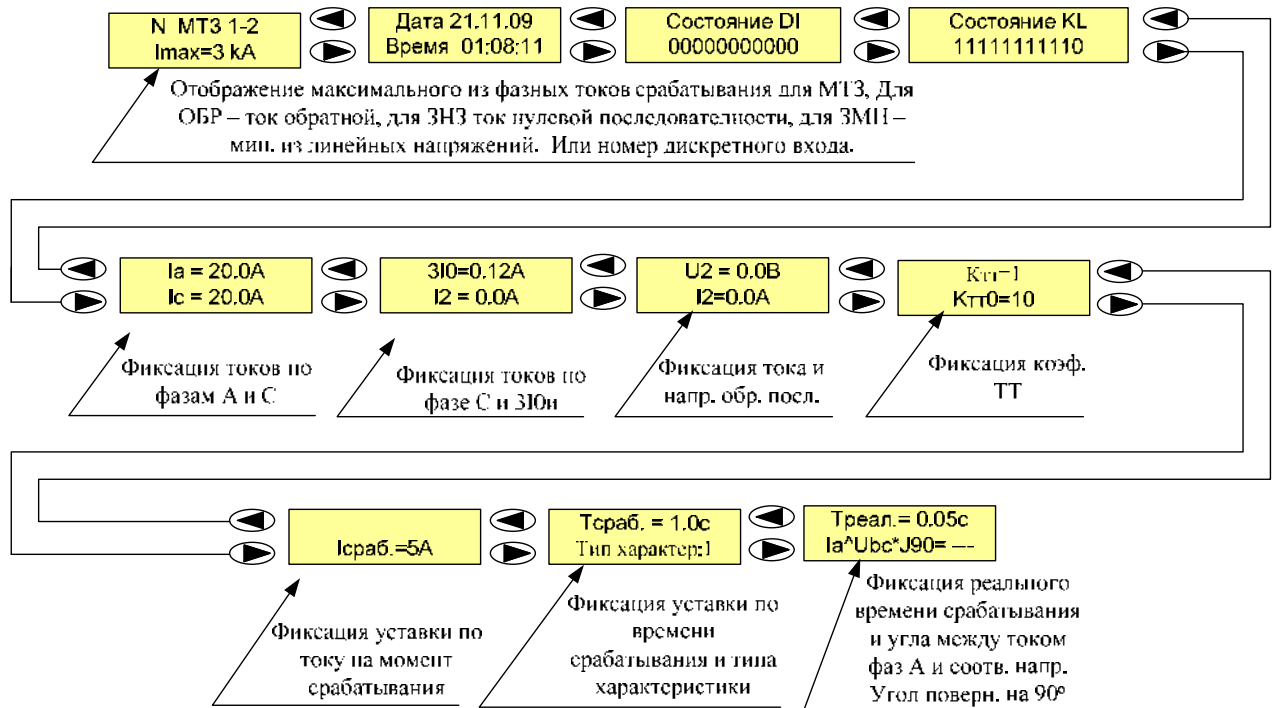 N МТЗ 1-2
Imax=3 kA
Дата 21.11.09
Время 01:08:11
Состояние DI
00000000000
Состояние KL
11111111110
Отображение максимального из фазных токов срабатывания для МТЗ, Для
ОБР – ток обратной, для ЗНЗ ток нулевой последователности, для ЗМН –
мин. из линейных напряжений. Или номер дискретного входа.
Ia = 20.0A
Ic = 20.0A
3I0=0.12A
I2 = 0.0A
U2 = 0.0B
I2=0.0A
Ктт=1
Ктт0=10
Фиксация токов по
фазам А и С
Фиксация токов по
фазе С и 3I0н
Фиксация тока и
напр. обр. посл.
Фиксация коэф.
ТТ
Iсраб.=5А
Тсраб. = 1.0с
Тип характер:1
Треал.= 0.05с
Ia^Ubc*J90= ---
Фиксация уставки по
току на момент
срабатывания
Фиксация уставки по
времени
срабатывания и типа
характеристики
Фиксация реального
времени срабатывания
и угла между током
фаз А и соотв. напр.
Угол поверн. на 90º